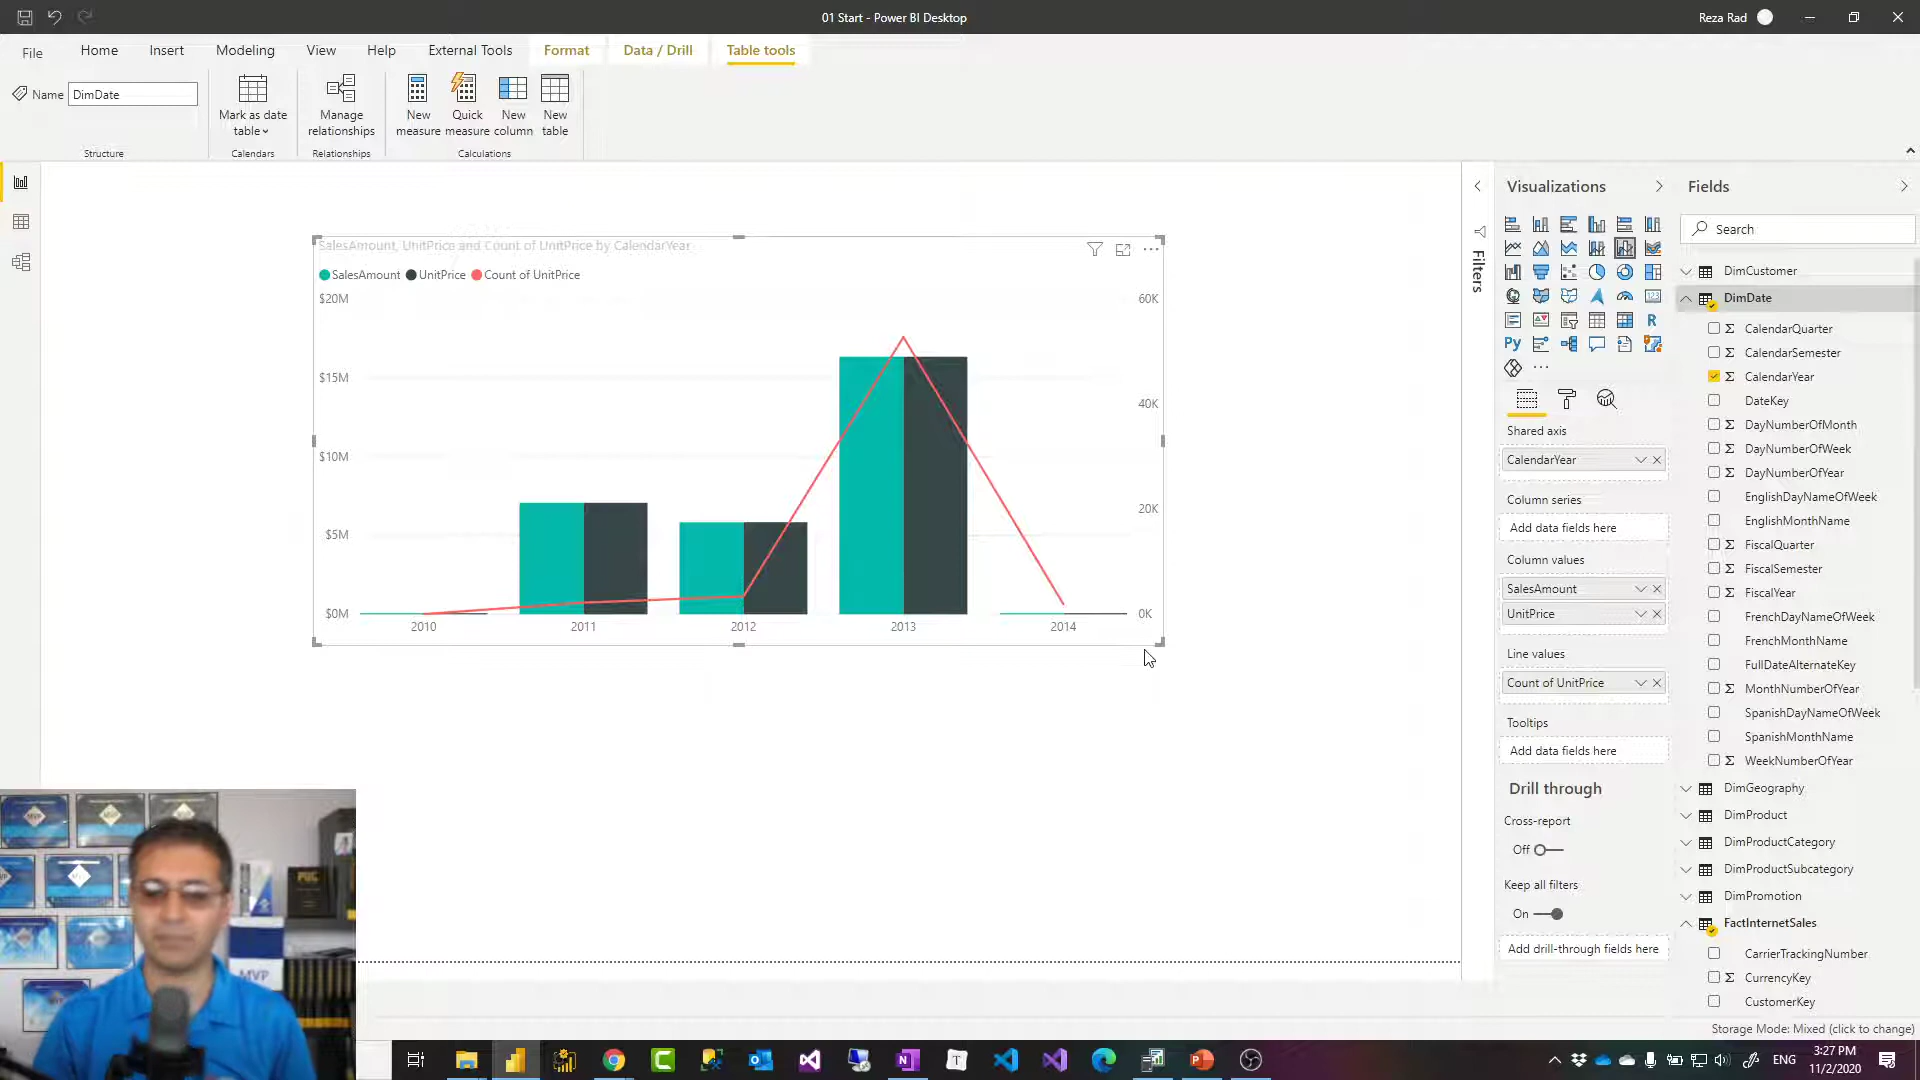 01 Start - Power BI Desktop
Reza Rad
File
Home
Insert
Modeling
View
Help
External Tools
Format
Data / Drill
Table tools
Name
DimDate
Mark as date
table
Manage
relationships
New
measure
Quick
measure
New
column
New
table
Structure
Calendars
Relationships
Calculations
SalesAmount, UnitPrice and Count of UnitPrice by CalendarYear
SalesAmount
UnitPrice
Count of UnitPrice
$20M
$15M
$10M
$5M
$0M
60K
40K
20K
0K
2010
2011
2012
2013
2014
Filters
Visualizations
Py
R
123
Shared axis
CalendarYear
Column series
Add data fields here
Column values
SalesAmount
UnitPrice
Line values
Count of UnitPrice
Tooltips
Add data fields here
Drill through
Cross-report
Off
Keep all filters
On
Add drill-through fields here
Fields
Search
DimCustomer
DimDate
CalendarQuarter
CalendarSemester
CalendarYear
DateKey
DayNumberOfMonth
DayNumberOfWeek
DayNumberOfYear
EnglishDayNameOfWeek
EnglishMonthName
FiscalQuarter
FiscalSemester
FiscalYear
FrenchDayNameOfWeek
FrenchMonthName
FullDateAlternateKey
MonthNumberOfYear
SpanishDayNameOfWeek
SpanishMonthName
WeekNumberOfYear
DimGeography
DimProduct
DimProductCategory
DimProductSubcategory
DimPromotion
FactInternetSales
CarrierTrackingNumber
CurrencyKey
CustomerKey
Storage Mode: Mixed (click to change)
MVP
ENG
3:27 PM
11/2/2020